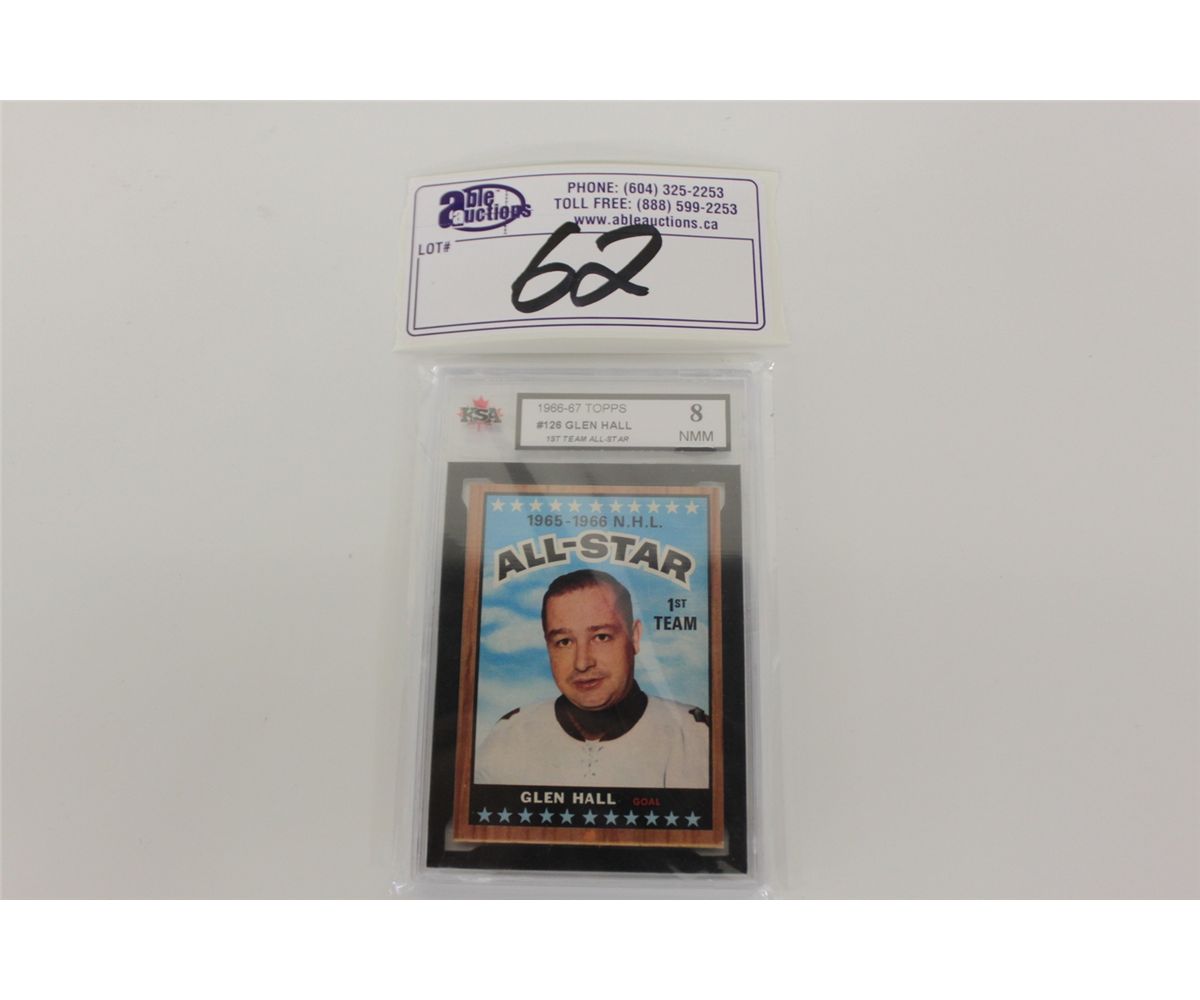 able auctions
PHONE: (604) 325-2253
TOLL FREE: (888) 599-2253
www.ableauctions.ca
LOT#
62
KSA
1966-67 TOPPS
8
#126 GLEN HALL
NMM
1ST TEAM ALL-STAR
1965-1966 N.H.L.
ALL-STAR
1ST
TEAM
GLEN HALL GOAL